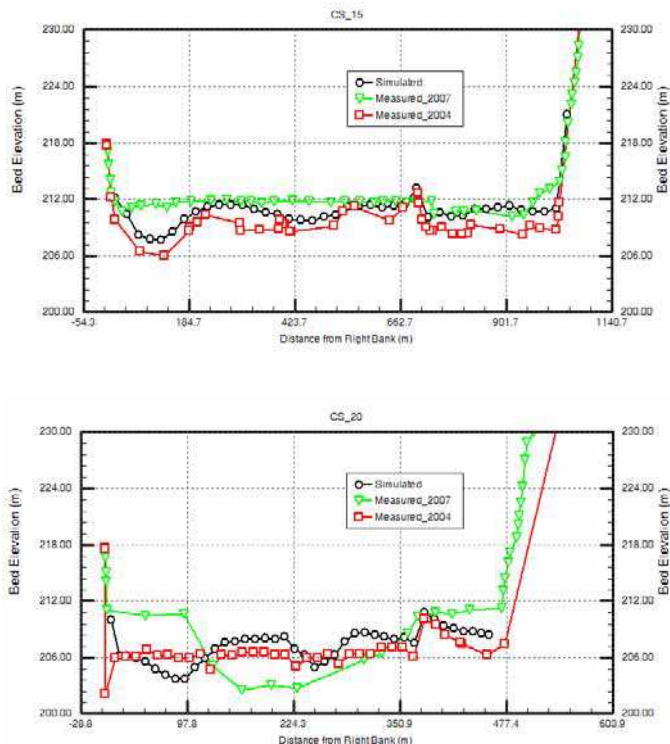 CS_15
230.00
224.00
218.00
212.00
206.00
200.00
Bed Elevation (m)
Simulated
Measured_2007
Measured_2004
230.00
224.00
218.00
212.00
206.00
200.00
Bed Elevation (m)
-54.3 184.7 423.7 662.7 901.7 1140.7
Distance from Right Bank (m)
CS_20
230.00
224.00
218.00
212.00
206.00
200.00
Bed Elevation (m)
Simulated
Measured_2007
Measured_2004
230.00
224.00
218.00
212.00
206.00
200.00
Bed Elevation (m)
-28.8 97.8 224.3 350.9 477.4 603.9
Distance from Right Bank (m)